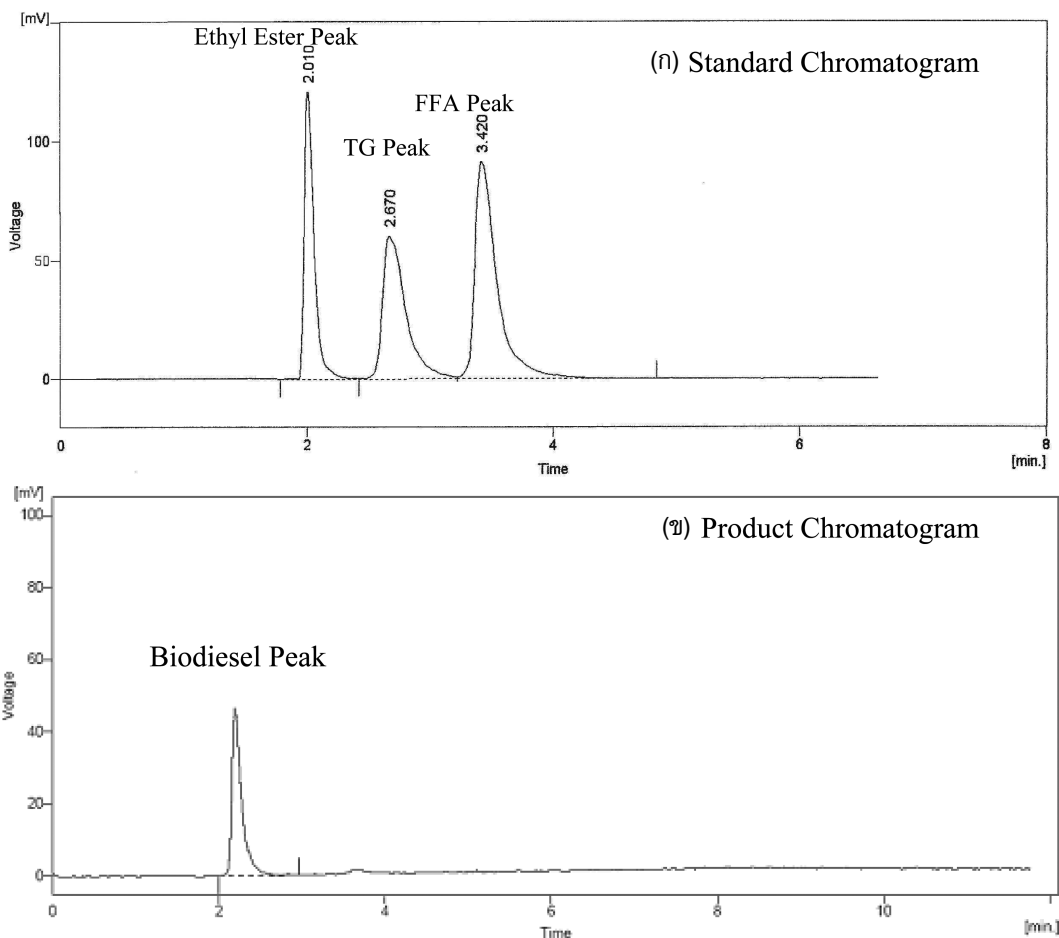 [mV]
Ethyl Ester Peak
2.010
(ก) Standard Chromatogram
FFA Peak
3.420
TG Peak
2.670
100
50
0
Voltage
0
2
4
6
8
Time
[min.]
[mV]
(ข) Product Chromatogram
100
80
60
40
20
0
Voltage
Biodiesel Peak
0
2
4
6
8
10
Time
[min.]